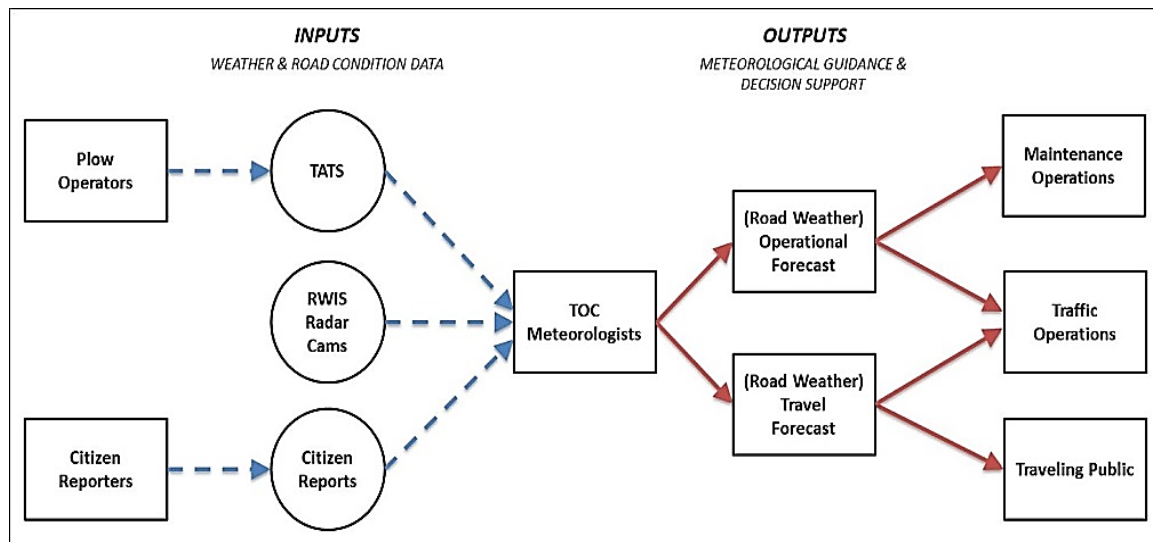 INPUTS
WEATHER & ROAD CONDITION DATA
OUTPUTS
METEOROLOGICAL GUIDANCE &
DECISION SUPPORT
Plow
Operators
TATS
RWIS
Radar
Cams
Citizen
Reporters
Citizen
Reports
TOC
Meteorologists
(Road Weather)
Operational
Forecast
(Road Weather)
Travel
Forecast
Maintenance
Operations
Traffic
Operations
Traveling Public